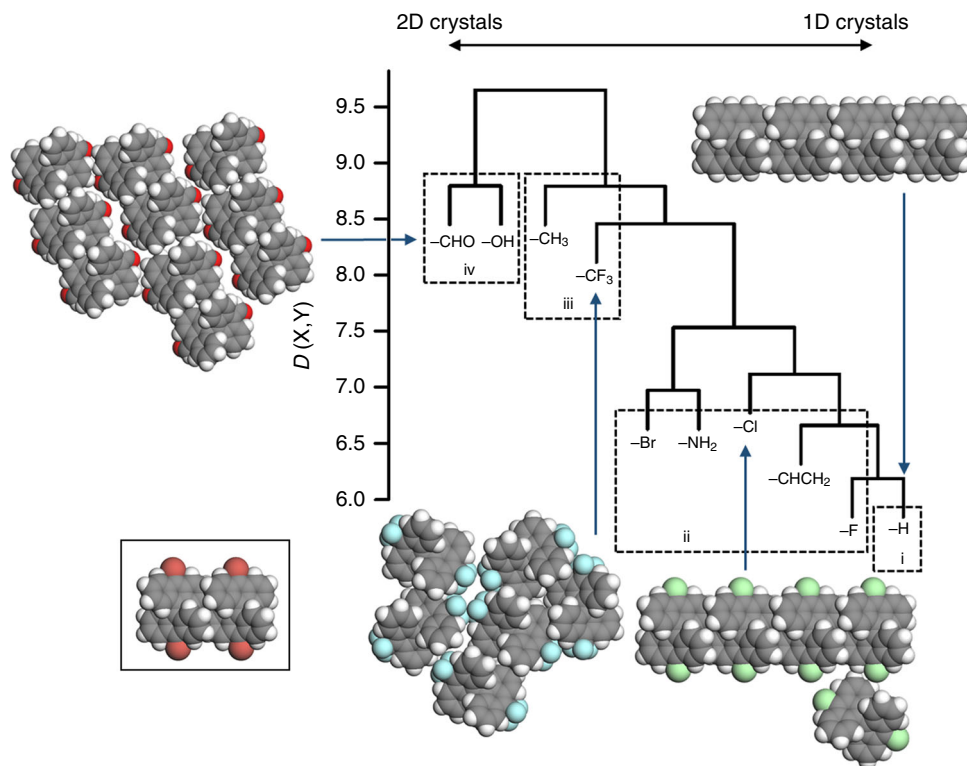 2D crystals 1D crystals
9.5
9.0
8.5
8.0
7.5
7.0
6.5
6.0
D (X,Y)
–CHO –OH
iv
–CH₃
–CF₃
iii
–Br –NH₂
–Cl
–CHCH₂
–F
ii
–H
i